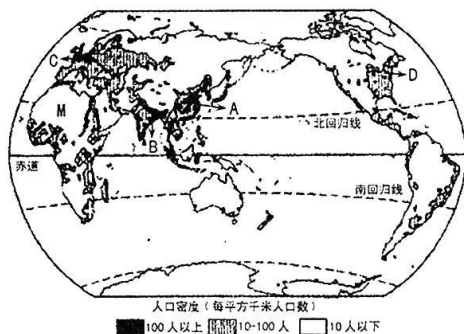 C
D
M
A
北回归线
B
赤道
南回归线
人口密度（每平方千米人口数）
100人以上 10-100人 10人以下